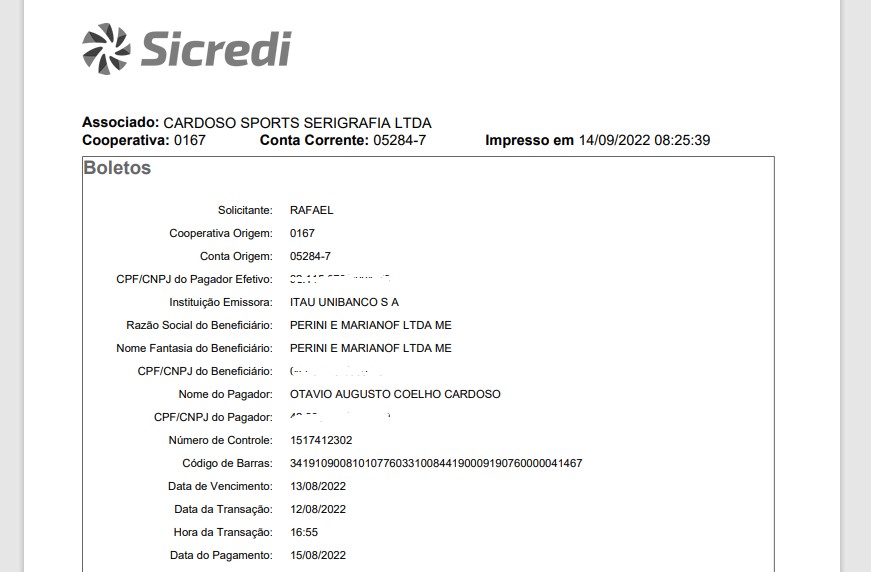 Sicredi
Associado: CARDOSO SPORTS SERIGRAFIA LTDA
Cooperativa: 0167 Conta Corrente: 05284-7 Impresso em 14/09/2022 08:25:39
Boletos
Solicitante: RAFAEL
Cooperativa Origem: 0167
Conta Origem: 05284-7
CPF/CNPJ do Pagador Efetivo:
Instituição Emissora: ITAU UNIBANCO S A
Razão Social do Beneficiário: PERINI E MARIANOF LTDA ME
Nome Fantasia do Beneficiário: PERINI E MARIANOF LTDA ME
CPF/CNPJ do Beneficiário:
Nome do Pagador: OTAVIO AUGUSTO COELHO CARDOSO
CPF/CNPJ do Pagador:
Número de Controle: 1517412302
Código de Barras: 34191090081010776033100844190009190760000041467
Data de Vencimento: 13/08/2022
Data da Transação: 12/08/2022
Hora da Transação: 16:55
Data do Pagamento: 15/08/2022